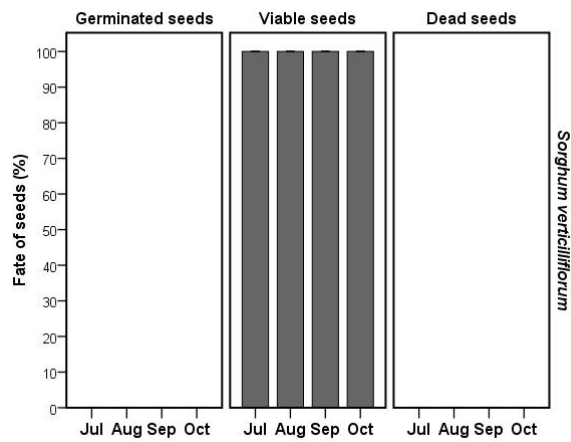 Germinated seeds Viable seeds Dead seeds
100
90
80
70
60
50
40
30
20
10
0
Fate of seeds (%)
Sorghum verticilliflorum
Jul Aug Sep Oct Jul Aug Sep Oct Jul Aug Sep Oct